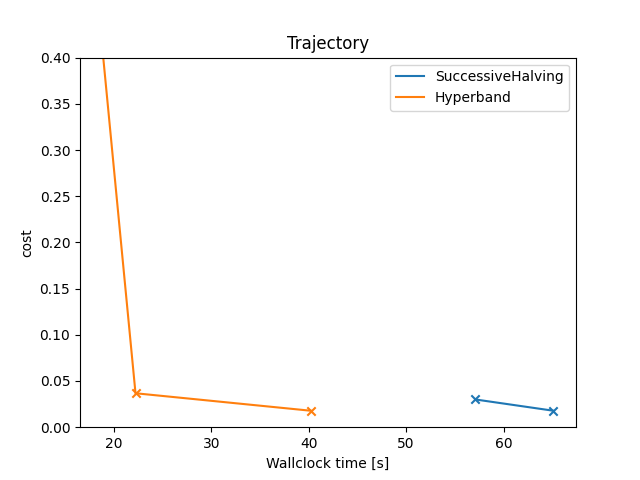 Trajectory
SuccessiveHalving
Hyperband
cost
0.40
0.35
0.30
0.25
0.20
0.15
0.10
0.05
0.00
20 30 40 50 60
Wallclock time [s]